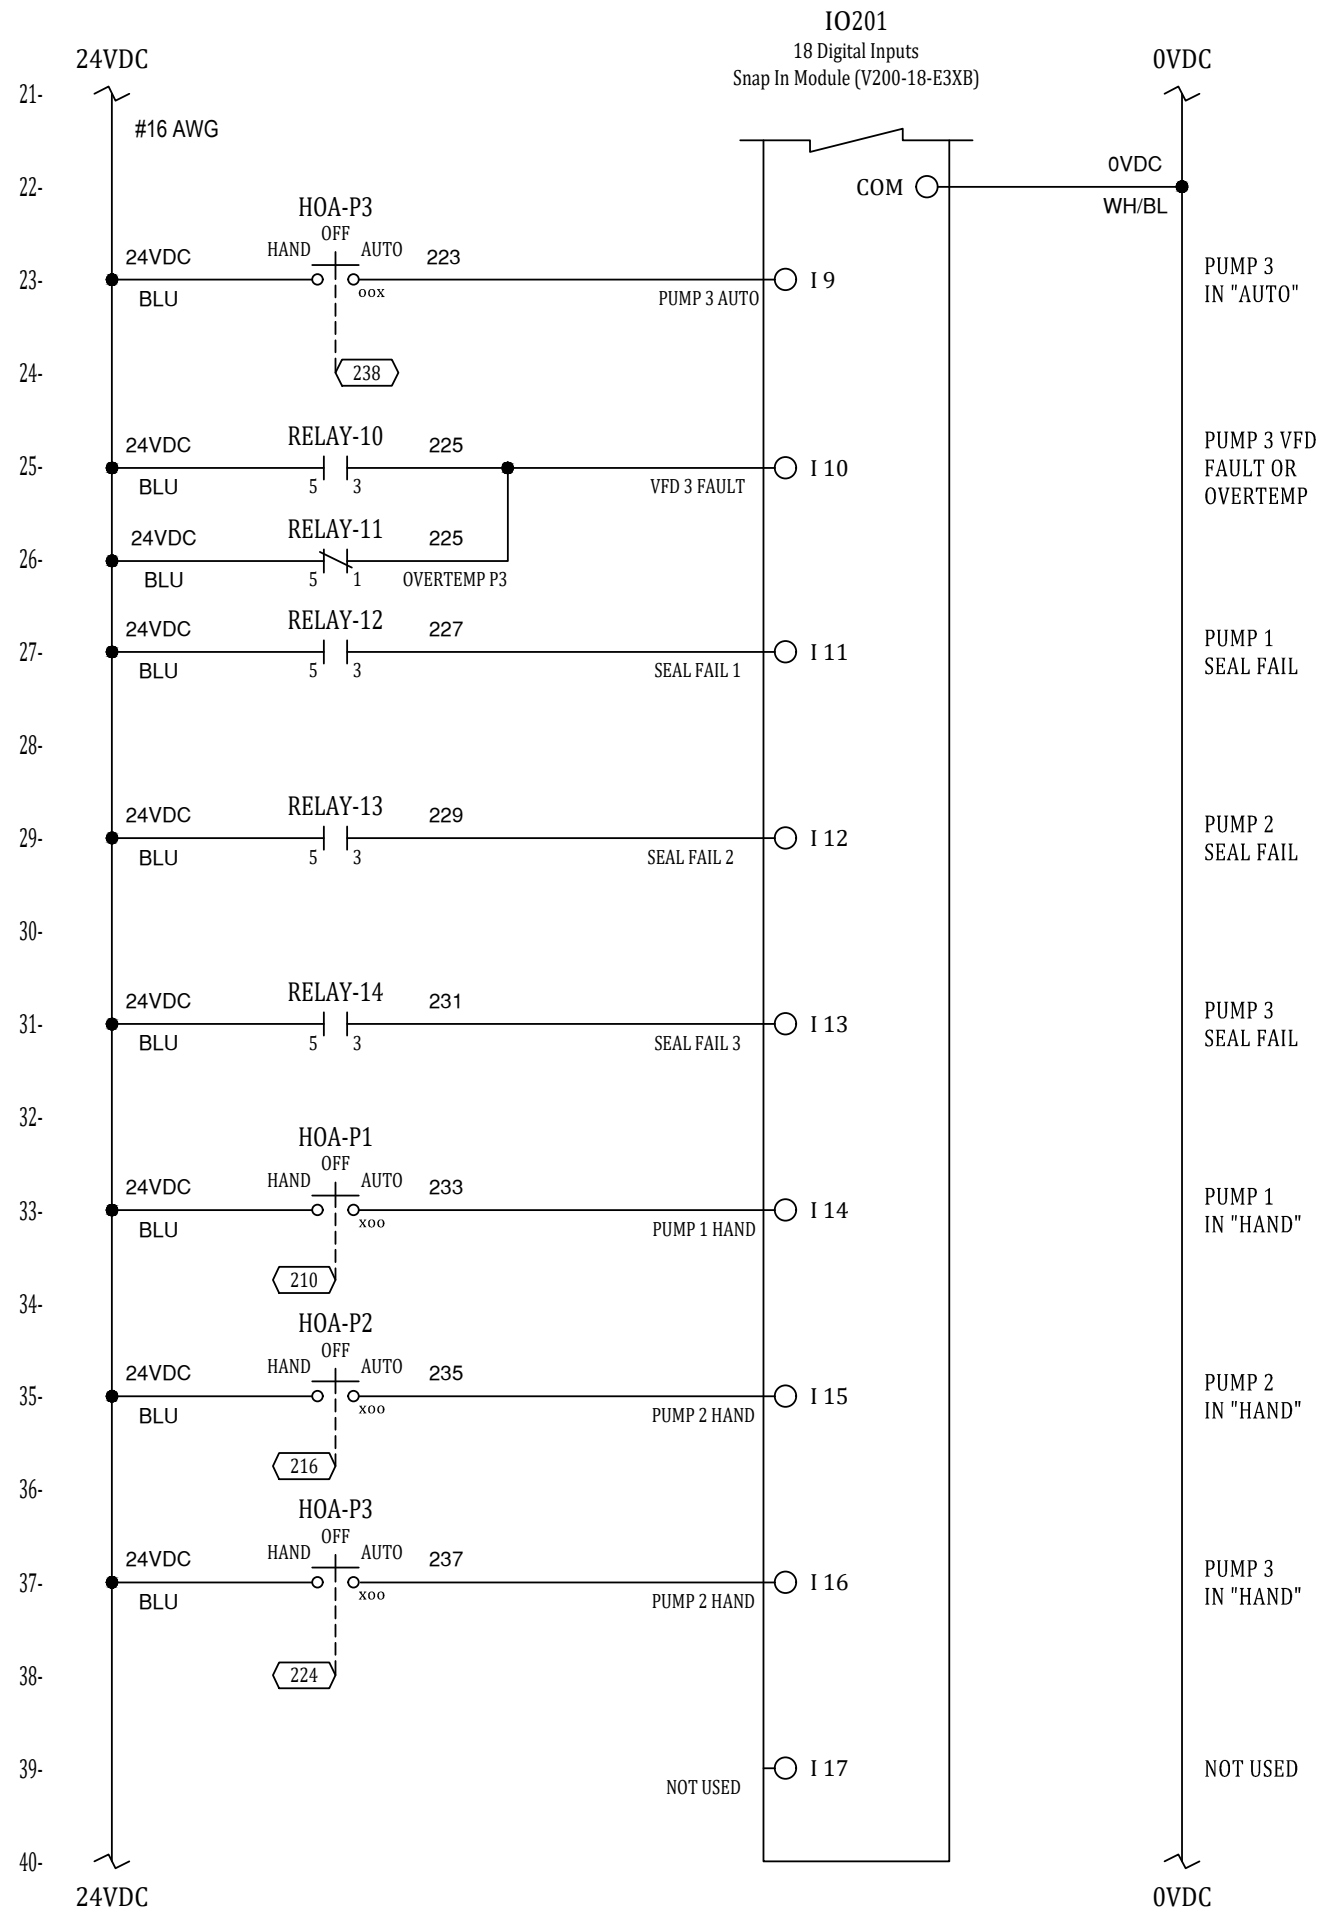 IO201
18 Digital Inputs
Snap In Module (V200-18-E3XB)
24VDC
0VDC
21-
#16 AWG
22-
COM
0VDC
WH/BL
HOA-P3
OFF
HAND AUTO
23-
24VDC
BLU
oox
223
PUMP 3 AUTO
I 9
PUMP 3
IN "AUTO"
24-
238
RELAY-10
25-
24VDC
BLU
5 3
225
VFD 3 FAULT
I 10
PUMP 3 VFD
FAULT OR
OVERTEMP
RELAY-11
26-
24VDC
BLU
5 1
225
OVERTEMP P3
RELAY-12
27-
24VDC
BLU
5 3
227
SEAL FAIL 1
I 11
PUMP 1
SEAL FAIL
28-
RELAY-13
29-
24VDC
BLU
5 3
229
SEAL FAIL 2
I 12
PUMP 2
SEAL FAIL
30-
RELAY-14
31-
24VDC
BLU
5 3
231
SEAL FAIL 3
I 13
PUMP 3
SEAL FAIL
32-
HOA-P1
OFF
HAND AUTO
33-
24VDC
BLU
xoo
233
PUMP 1 HAND
I 14
PUMP 1
IN "HAND"
210
34-
HOA-P2
OFF
HAND AUTO
35-
24VDC
BLU
xoo
235
PUMP 2 HAND
I 15
PUMP 2
IN "HAND"
216
36-
HOA-P3
OFF
HAND AUTO
37-
24VDC
BLU
xoo
237
PUMP 2 HAND
I 16
PUMP 3
IN "HAND"
38-
224
39-
NOT USED
I 17
NOT USED
40-
24VDC
0VDC